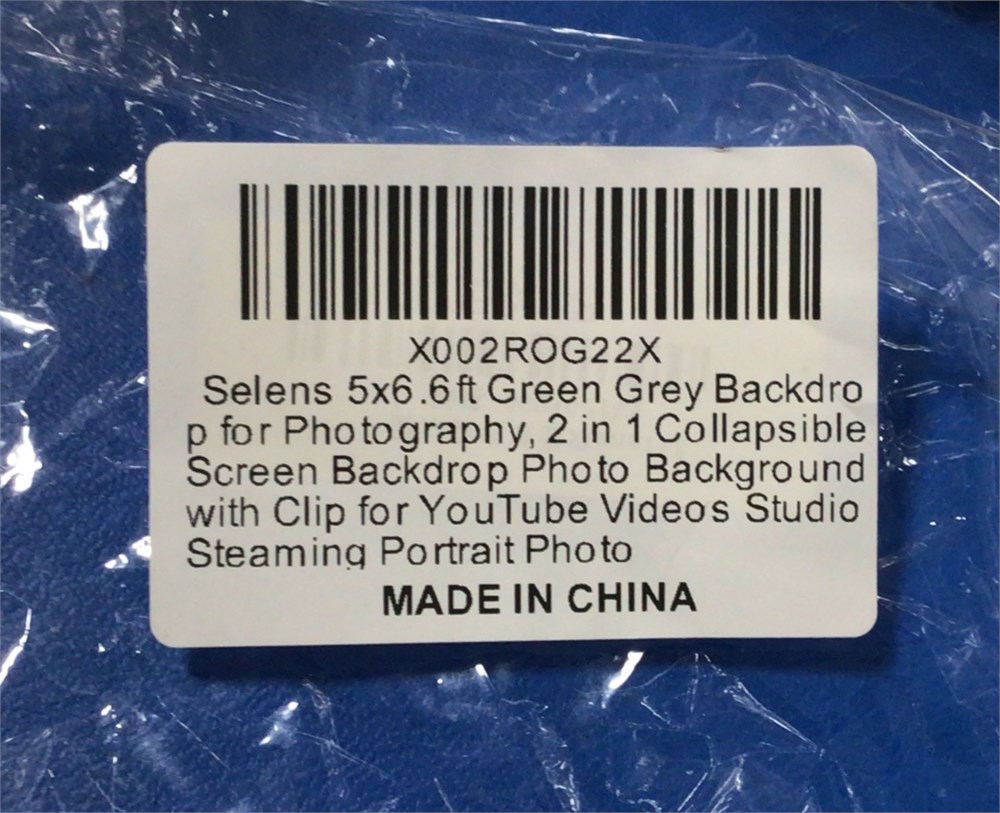 X002ROG22X
Selens 5x6.6ft Green Grey Backdro
p for Photography, 2 in 1 Collapsible
Screen Backdrop Photo Background
with Clip for YouTube Videos Studio
Steaming Portrait Photo
MADE IN CHINA